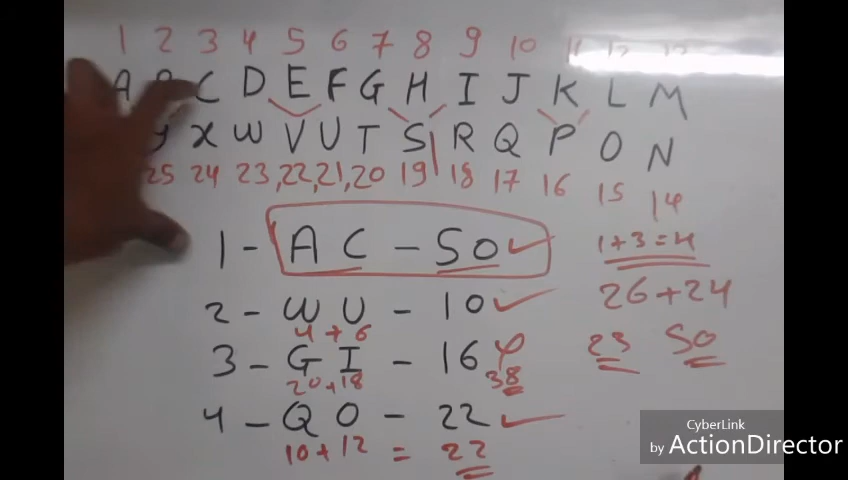 1 2 3 4 5 6 7 8 9 10 11 12
A C D E F G H I J K L M
y x W V U T S R Q P O N
25 24 23, 22, 21, 20 19 18 17 16 15 14
1 - A C - 50
1+3=4
26+24
2 - W U - 10
4 + 6
23 50
3 - G I - 16
20+18 38
4 - Q O - 22
10+12 = 22
CyberLink
by ActionDirector